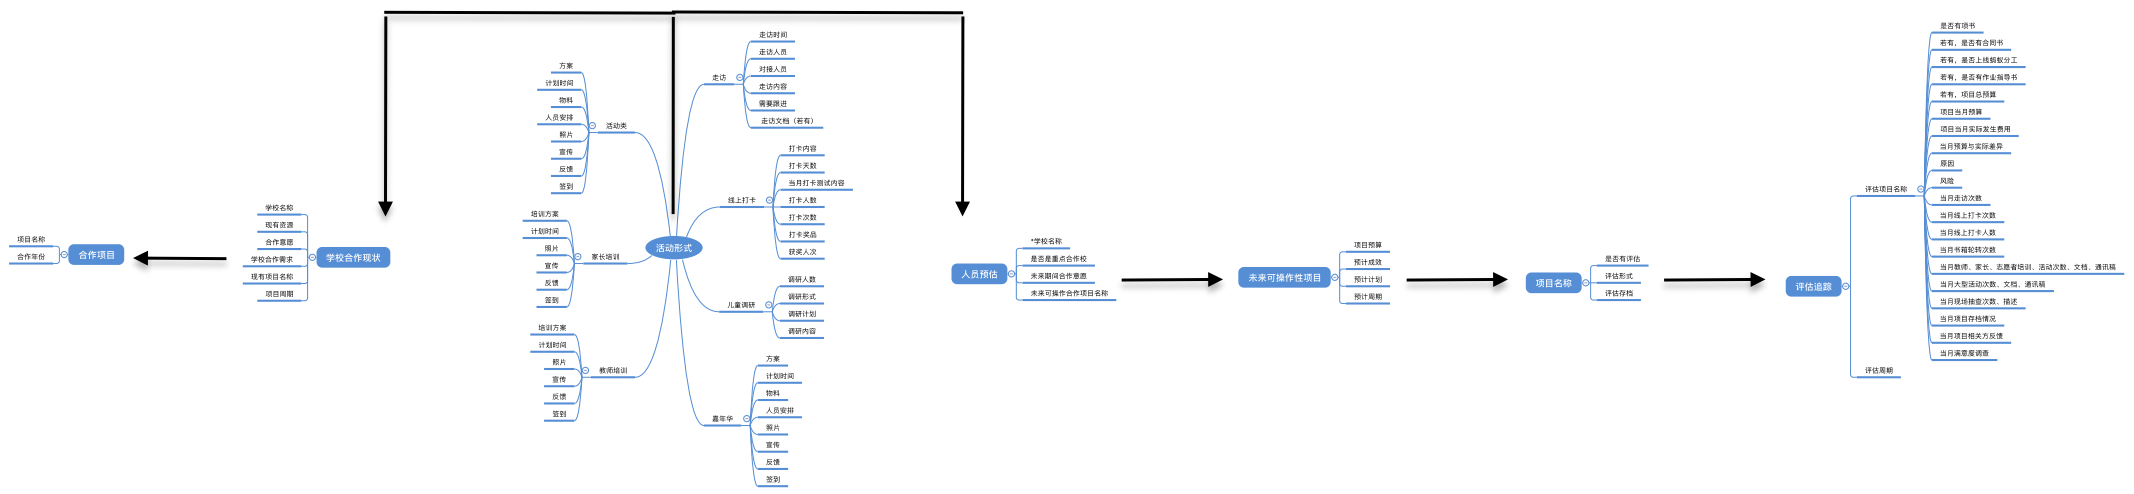 项目名称
合作年份
合作项目
学校名称
现有资源
合作意愿
学校合作需求
现有项目名称
项目周期
学校合作现状
方案
计划时间
物料
人员安排
照片
宣传
反馈
签到
活动类
培训方案
计划时间
照片
宣传
反馈
签到
家长培训
培训方案
计划时间
照片
宣传
反馈
签到
教师培训
活动形式
走访
走访时间
走访人员
对接人员
走访内容
需要跟进
走访文档（若有）
线上打卡
打卡内容
打卡天数
当月打卡测试内容
打卡人数
打卡次数
打卡奖品
获奖人次
儿童调研
调研人数
调研形式
调研计划
调研内容
嘉年华
方案
计划时间
物料
人员安排
照片
宣传
反馈
签到
人员预估
*学校名称
是否是重点合作校
未来期间合作意愿
未来可操作合作项目名称
未来可操作性项目
项目预算
预计成效
预计计划
预计周期
项目名称
是否有评估
评估形式
评估存档
评估追踪
评估项目名称
是否有项书
若有，是否有合同书
若有，是否上线蚂蚁分工
若有，是否有作业指导书
若有，项目总预算
项目当月预算
项目当月实际发生费用
当月预算与实际差异
原因
风险
当月走访次数
当月线上打卡次数
当月线上打卡人数
当月书箱轮转次数
当月教师、家长、志愿者培训、活动次数、文档、通讯稿
当月大型活动次数、文档、通讯稿
当月现场抽查次数、描述
当月项目存档情况
当月项目相关方反馈
当月满意度调查
评估周期